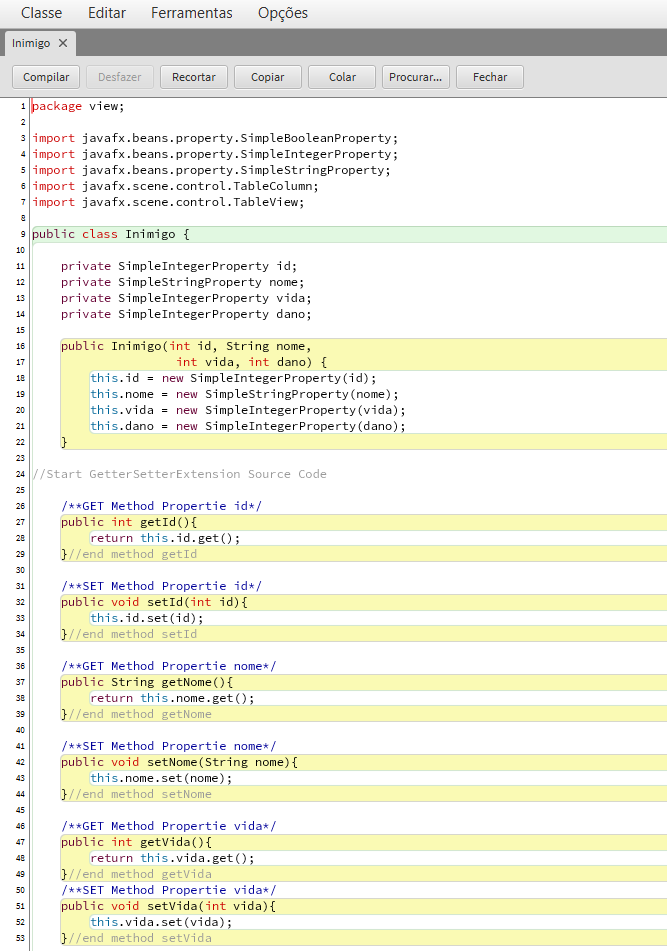 Classe Editar Ferramentas Opções
Inimigo ✕
Compilar Desfazer Recortar Copiar Colar Procurar... Fechar
1 package view;
2
3 import javafx.beans.property.SimpleBooleanProperty;
4 import javafx.beans.property.SimpleIntegerProperty;
5 import javafx.beans.property.SimpleStringProperty;
6 import javafx.scene.control.TableColumn;
7 import javafx.scene.control.TableView;
8
9 public class Inimigo {
10
11     private SimpleIntegerProperty id;
12     private SimpleStringProperty nome;
13     private SimpleIntegerProperty vida;
14     private SimpleIntegerProperty dano;
15
16     public Inimigo(int id, String nome,
17                     int vida, int dano) {
18         this.id = new SimpleIntegerProperty(id);
19         this.nome = new SimpleStringProperty(nome);
20         this.vida = new SimpleIntegerProperty(vida);
21         this.dano = new SimpleIntegerProperty(dano);
22     }
23
24 //Start GetterSetterExtension Source Code
25
26     /**GET Method Propertie id*/
27     public int getId(){
28         return this.id.get();
29     }//end method getId
30
31     /**SET Method Propertie id*/
32     public void setId(int id){
33         this.id.set(id);
34     }//end method setId
35
36     /**GET Method Propertie nome*/
37     public String getNome(){
38         return this.nome.get();
39     }//end method getNome
40
41     /**SET Method Propertie nome*/
42     public void setNome(String nome){
43         this.nome.set(nome);
44     }//end method setNome
45
46     /**GET Method Propertie vida*/
47     public int getVida(){
48         return this.vida.get();
49     }//end method getVida
50     /**SET Method Propertie vida*/
51     public void setVida(int vida){
52         this.vida.set(vida);
53     }//end method setVida